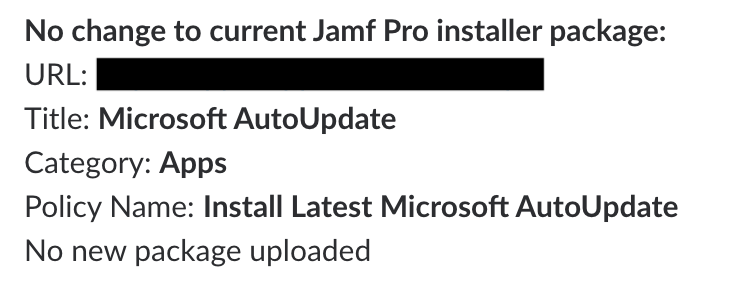 No change to current Jamf Pro installer package:
URL:
Title: Microsoft AutoUpdate
Category: Apps
Policy Name: Install Latest Microsoft AutoUpdate
No new package uploaded